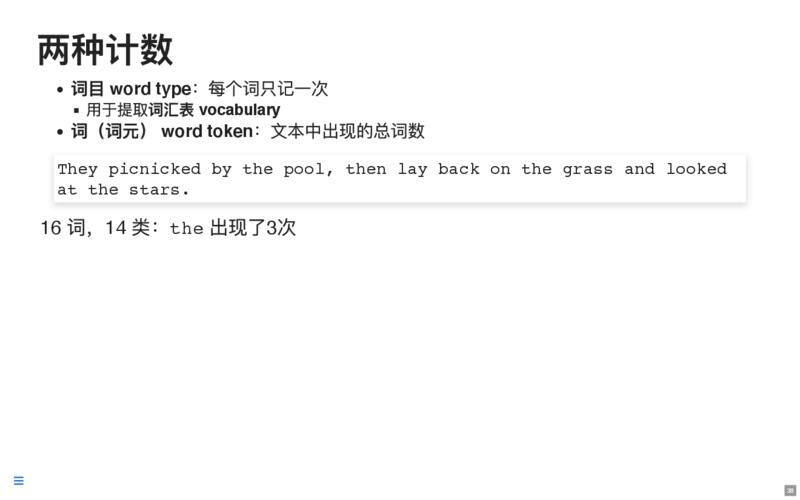 两种计数
• 词目 word type：每个词只记一次
▪ 用于提取词汇表 vocabulary
• 词（词元） word token：文本中出现的总词数
They picnicked by the pool, then lay back on the grass and looked
at the stars.
16 词，14 类：the 出现了3次
38